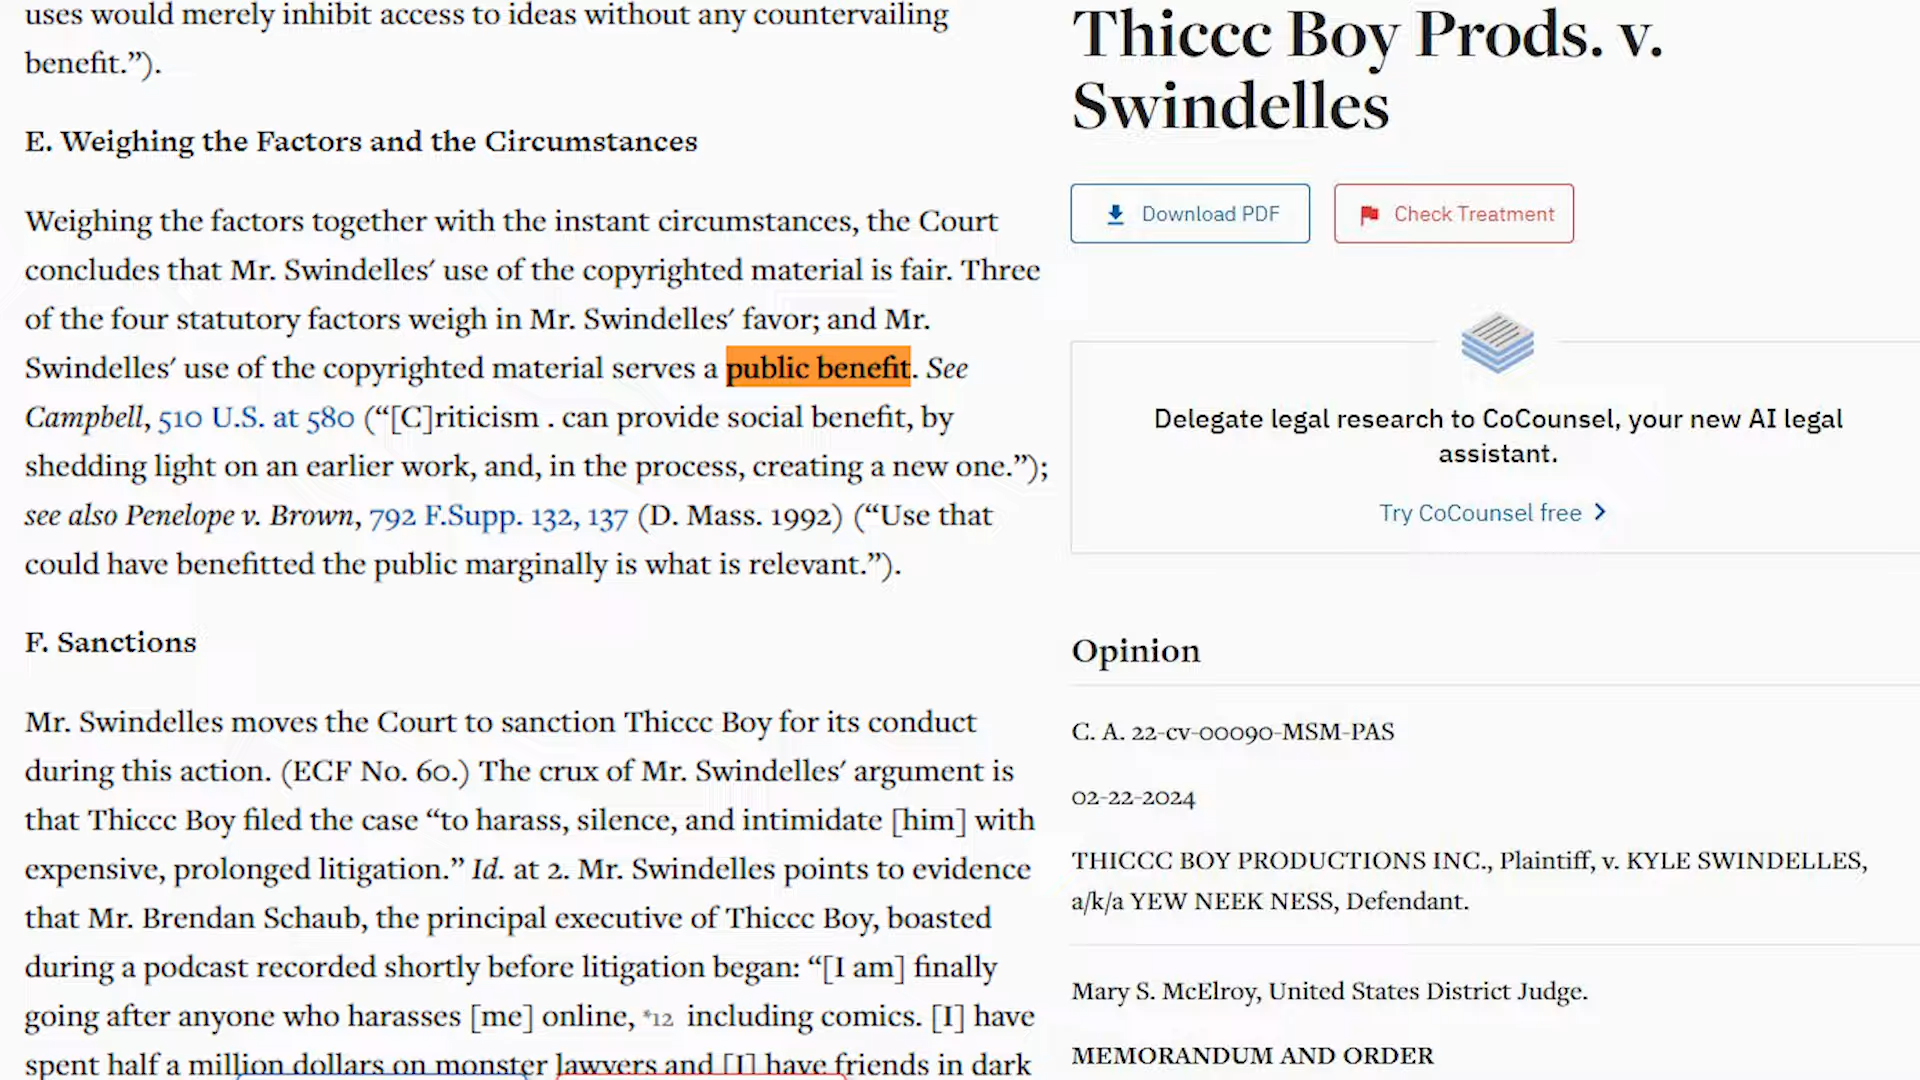 uses would merely inhibit access to ideas without any countervailing
benefit.”).
E. Weighing the Factors and the Circumstances
Weighing the factors together with the instant circumstances, the Court
concludes that Mr. Swindelles′ use of the copyrighted material is fair. Three
of the four statutory factors weigh in Mr. Swindelles′ favor; and Mr.
Swindelles′ use of the copyrighted material serves a public benefit. See
Campbell, 510 U.S. at 580 (“[C]riticism . can provide social benefit, by
shedding light on an earlier work, and, in the process, creating a new one.”);
see also Penelope v. Brown, 792 F.Supp. 132, 137 (D. Mass. 1992) (“Use that
could have benefitted the public marginally is what is relevant.”).
F. Sanctions
Mr. Swindelles moves the Court to sanction Thiccc Boy for its conduct
during this action. (ECF No. 60.) The crux of Mr. Swindelles′ argument is
that Thiccc Boy filed the case “to harass, silence, and intimidate [him] with
expensive, prolonged litigation.” Id. at 2. Mr. Swindelles points to evidence
that Mr. Brendan Schaub, the principal executive of Thiccc Boy, boasted
during a podcast recorded shortly before litigation began: “[I am] finally
going after anyone who harasses [me] online, *12 including comics. [I] have
spent half a million dollars on monster lawyers and [I] have friends in dark
Thiccc Boy Prods. v.
Swindelles
Download PDF
Check Treatment
Delegate legal research to CoCounsel, your new AI legal
assistant.
Try CoCounsel free
Opinion
C. A. 22-cv-00090-MSM-PAS
02-22-2024
THICCC BOY PRODUCTIONS INC., Plaintiff, v. KYLE SWINDELLES,
a/k/a YEW NEEK NESS, Defendant.
Mary S. McElroy, United States District Judge.
MEMORANDUM AND ORDER